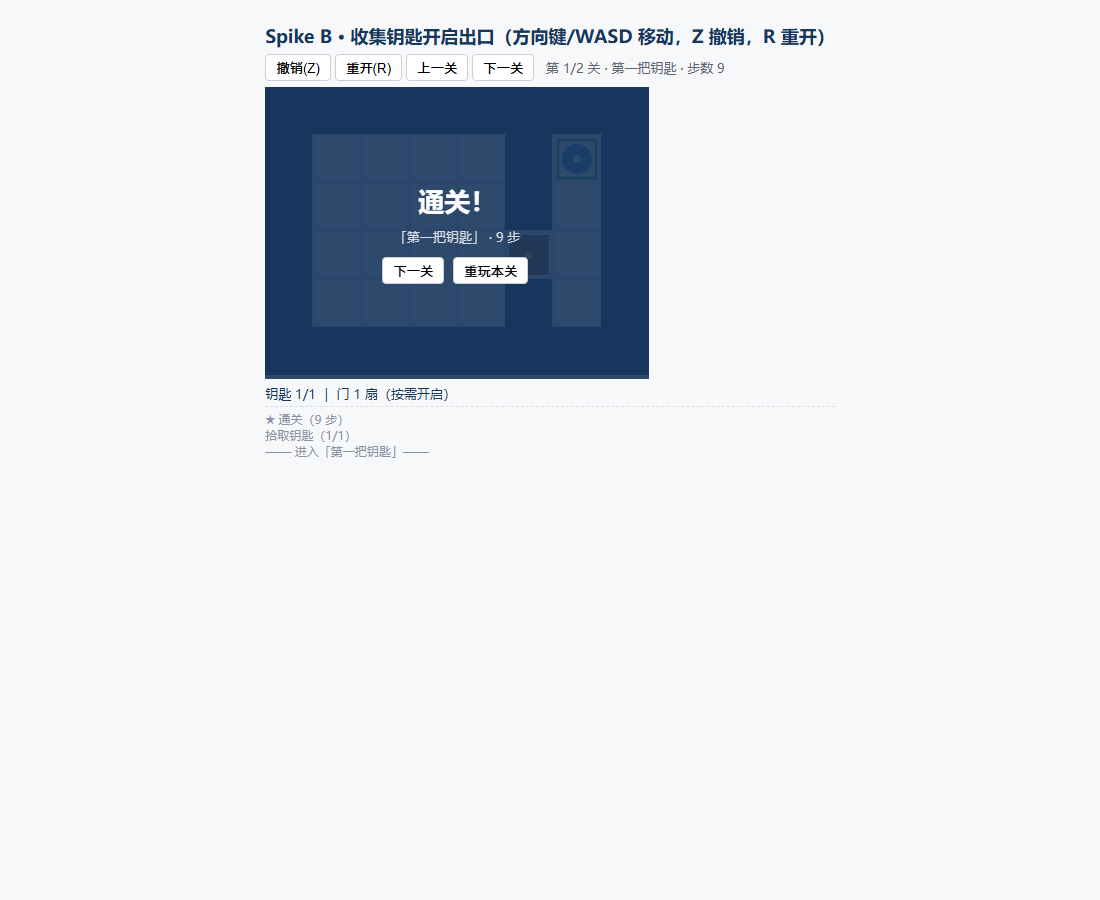 Spike B • 收集钥匙开启出口（方向键/WASD 移动，Z 撤销，R 重开）
撤销(Z) 重开(R) 上一关 下一关 第 1/2 关 · 第一把钥匙 · 步数 9
通关！
「第一把钥匙」 · 9 步
下一关 重玩本关
钥匙 1/1 ｜ 门 1 扇（按需开启）
★ 通关（9 步）
拾取钥匙（1/1）
—— 进入「第一把钥匙」 ——